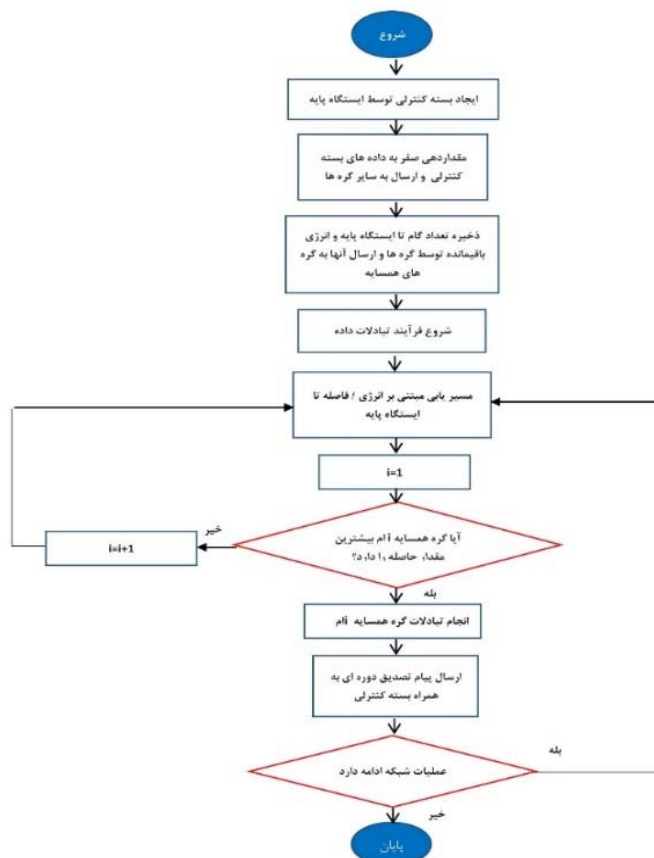 شروع
ایجاد بسته کنترلی توسط ایستگاه پایه
مقداردهی صفر به داده های بسته
کنترلی و ارسال به سایر گره ها
ذخیره تعداد گام تا ایستگاه پایه و انرژی
باقیمانده توسط گره ها و ارسال آنها به گره
های همسایه
شروع فرآیند تبادلات داده
مسیر یابی مبتنی بر انرژی / فاصله تا
ایستگاه پایه
i=1
آیا گره همسایه i ام بیشترین
مقدار حاصله را دارد؟
خیر
i=i+1
بله
انجام تبادلات گره همسایه iام
ارسال پیام تصدیق دوره ای به
همراه بسته کنترلی
عملیات شبکه ادامه دارد
بله
خیر
پایان